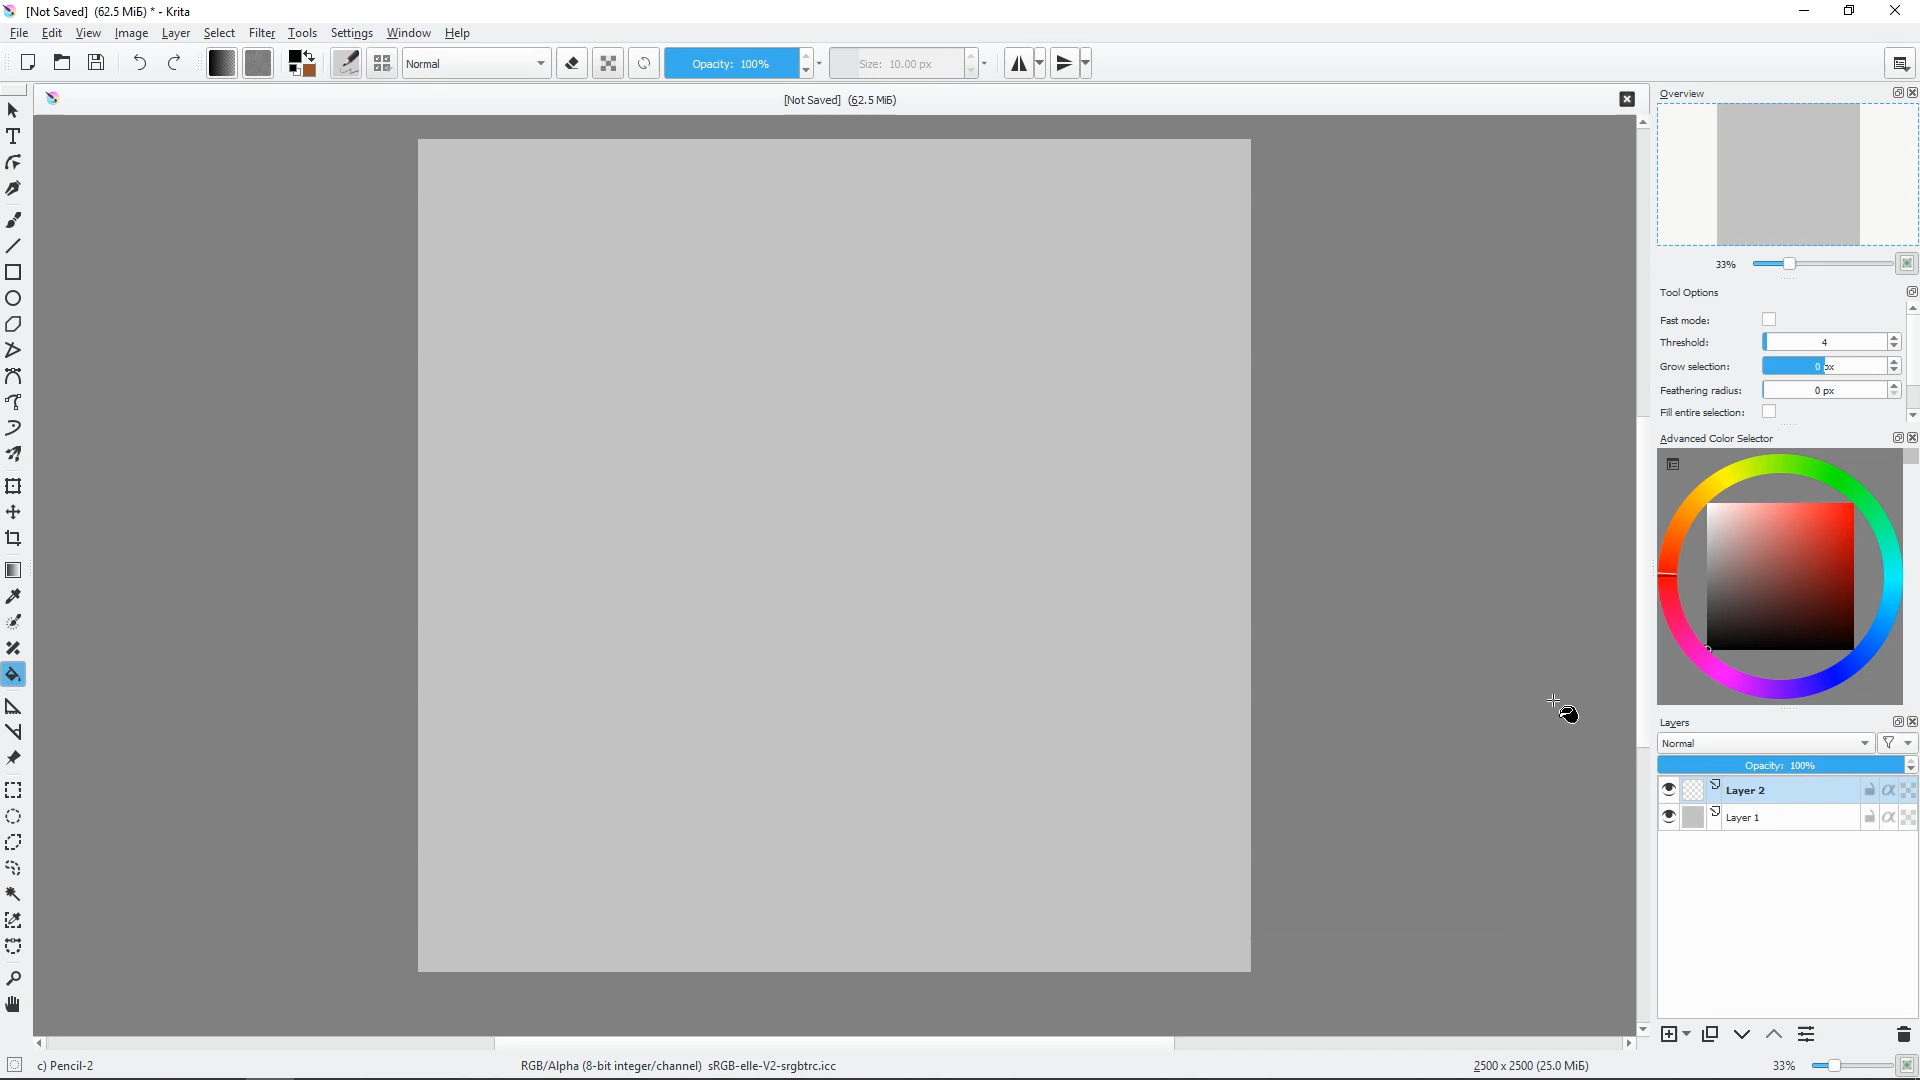 [Not Saved]  (62.5 MiБ) * - Krita
File Edit View Image Layer Select Filter Tools Settings Window Help
Normal Opacity: 100% Size: 10.00 px
[Not Saved]  (62.5 MiБ)
Overview
33%
Tool Options
Fast mode:
Threshold: 4
Grow selection: 0 px
Feathering radius: 0 px
Fill entire selection:
Advanced Color Selector
Layers
Normal
Opacity: 100%
Layer 2
Layer 1
c) Pencil-2 RGB/Alpha (8-bit integer/channel)  sRGB-elle-V2-srgbtrc.icc 2500 x 2500 (25.0 MiБ) 33%